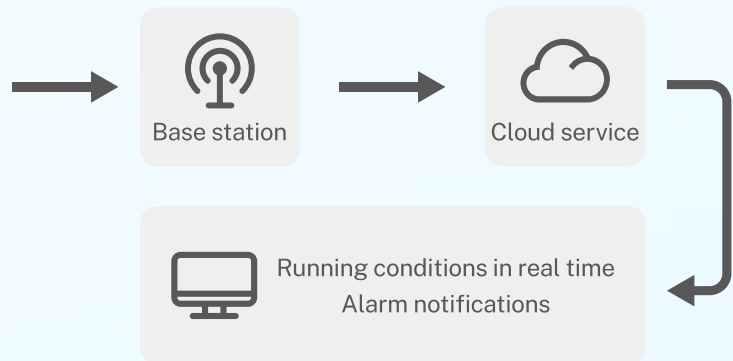 Base station
Cloud service
Running conditions in real time
Alarm notifications